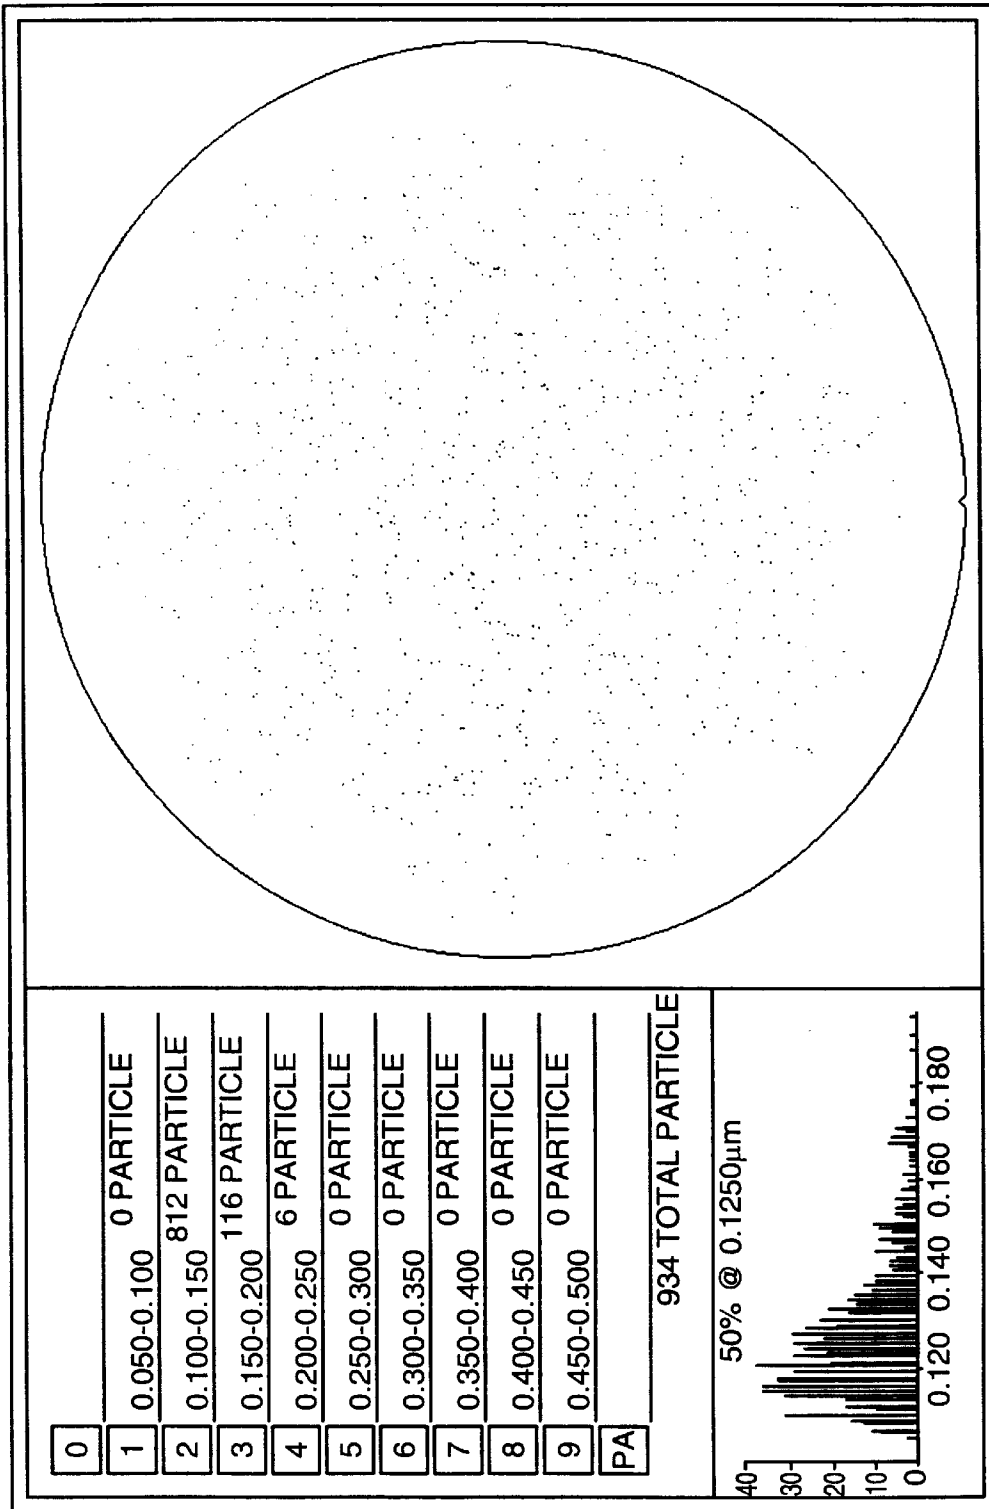 0
1 0.050-0.100 0 PARTICLE
2 0.100-0.150 812 PARTICLE
3 0.150-0.200 116 PARTICLE
4 0.200-0.250 6 PARTICLE
5 0.250-0.300 0 PARTICLE
6 0.300-0.350 0 PARTICLE
7 0.350-0.400 0 PARTICLE
8 0.400-0.450 0 PARTICLE
9 0.450-0.500 0 PARTICLE
PA
934 TOTAL PARTICLE
50% @ 0.1250µm
40
30
20
10
0
0.120 0.140 0.160 0.180